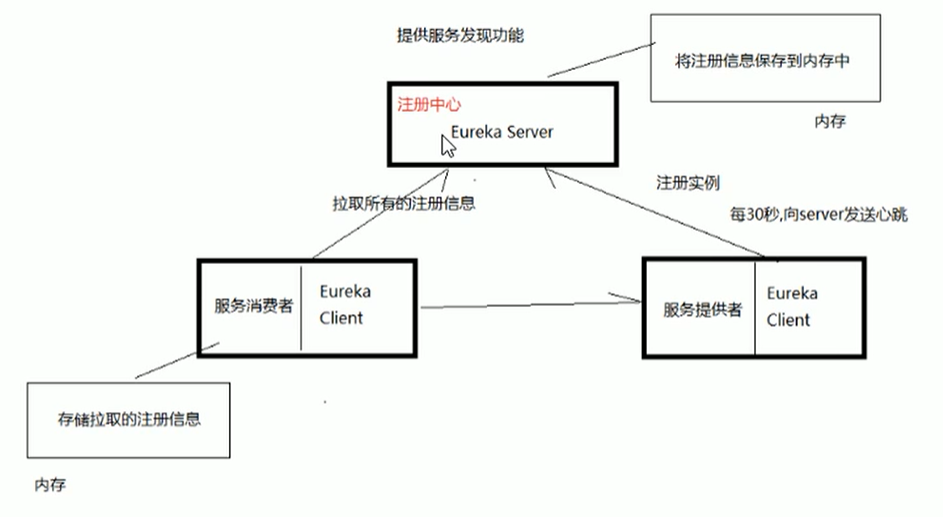 提供服务发现功能
将注册信息保存到内存中
内存
注册中心
Eureka Server
拉取所有的注册信息
注册实例
每30秒,向server发送心跳
服务消费者
Eureka
Client
服务提供者
Eureka
Client
存储拉取的注册信息
内存